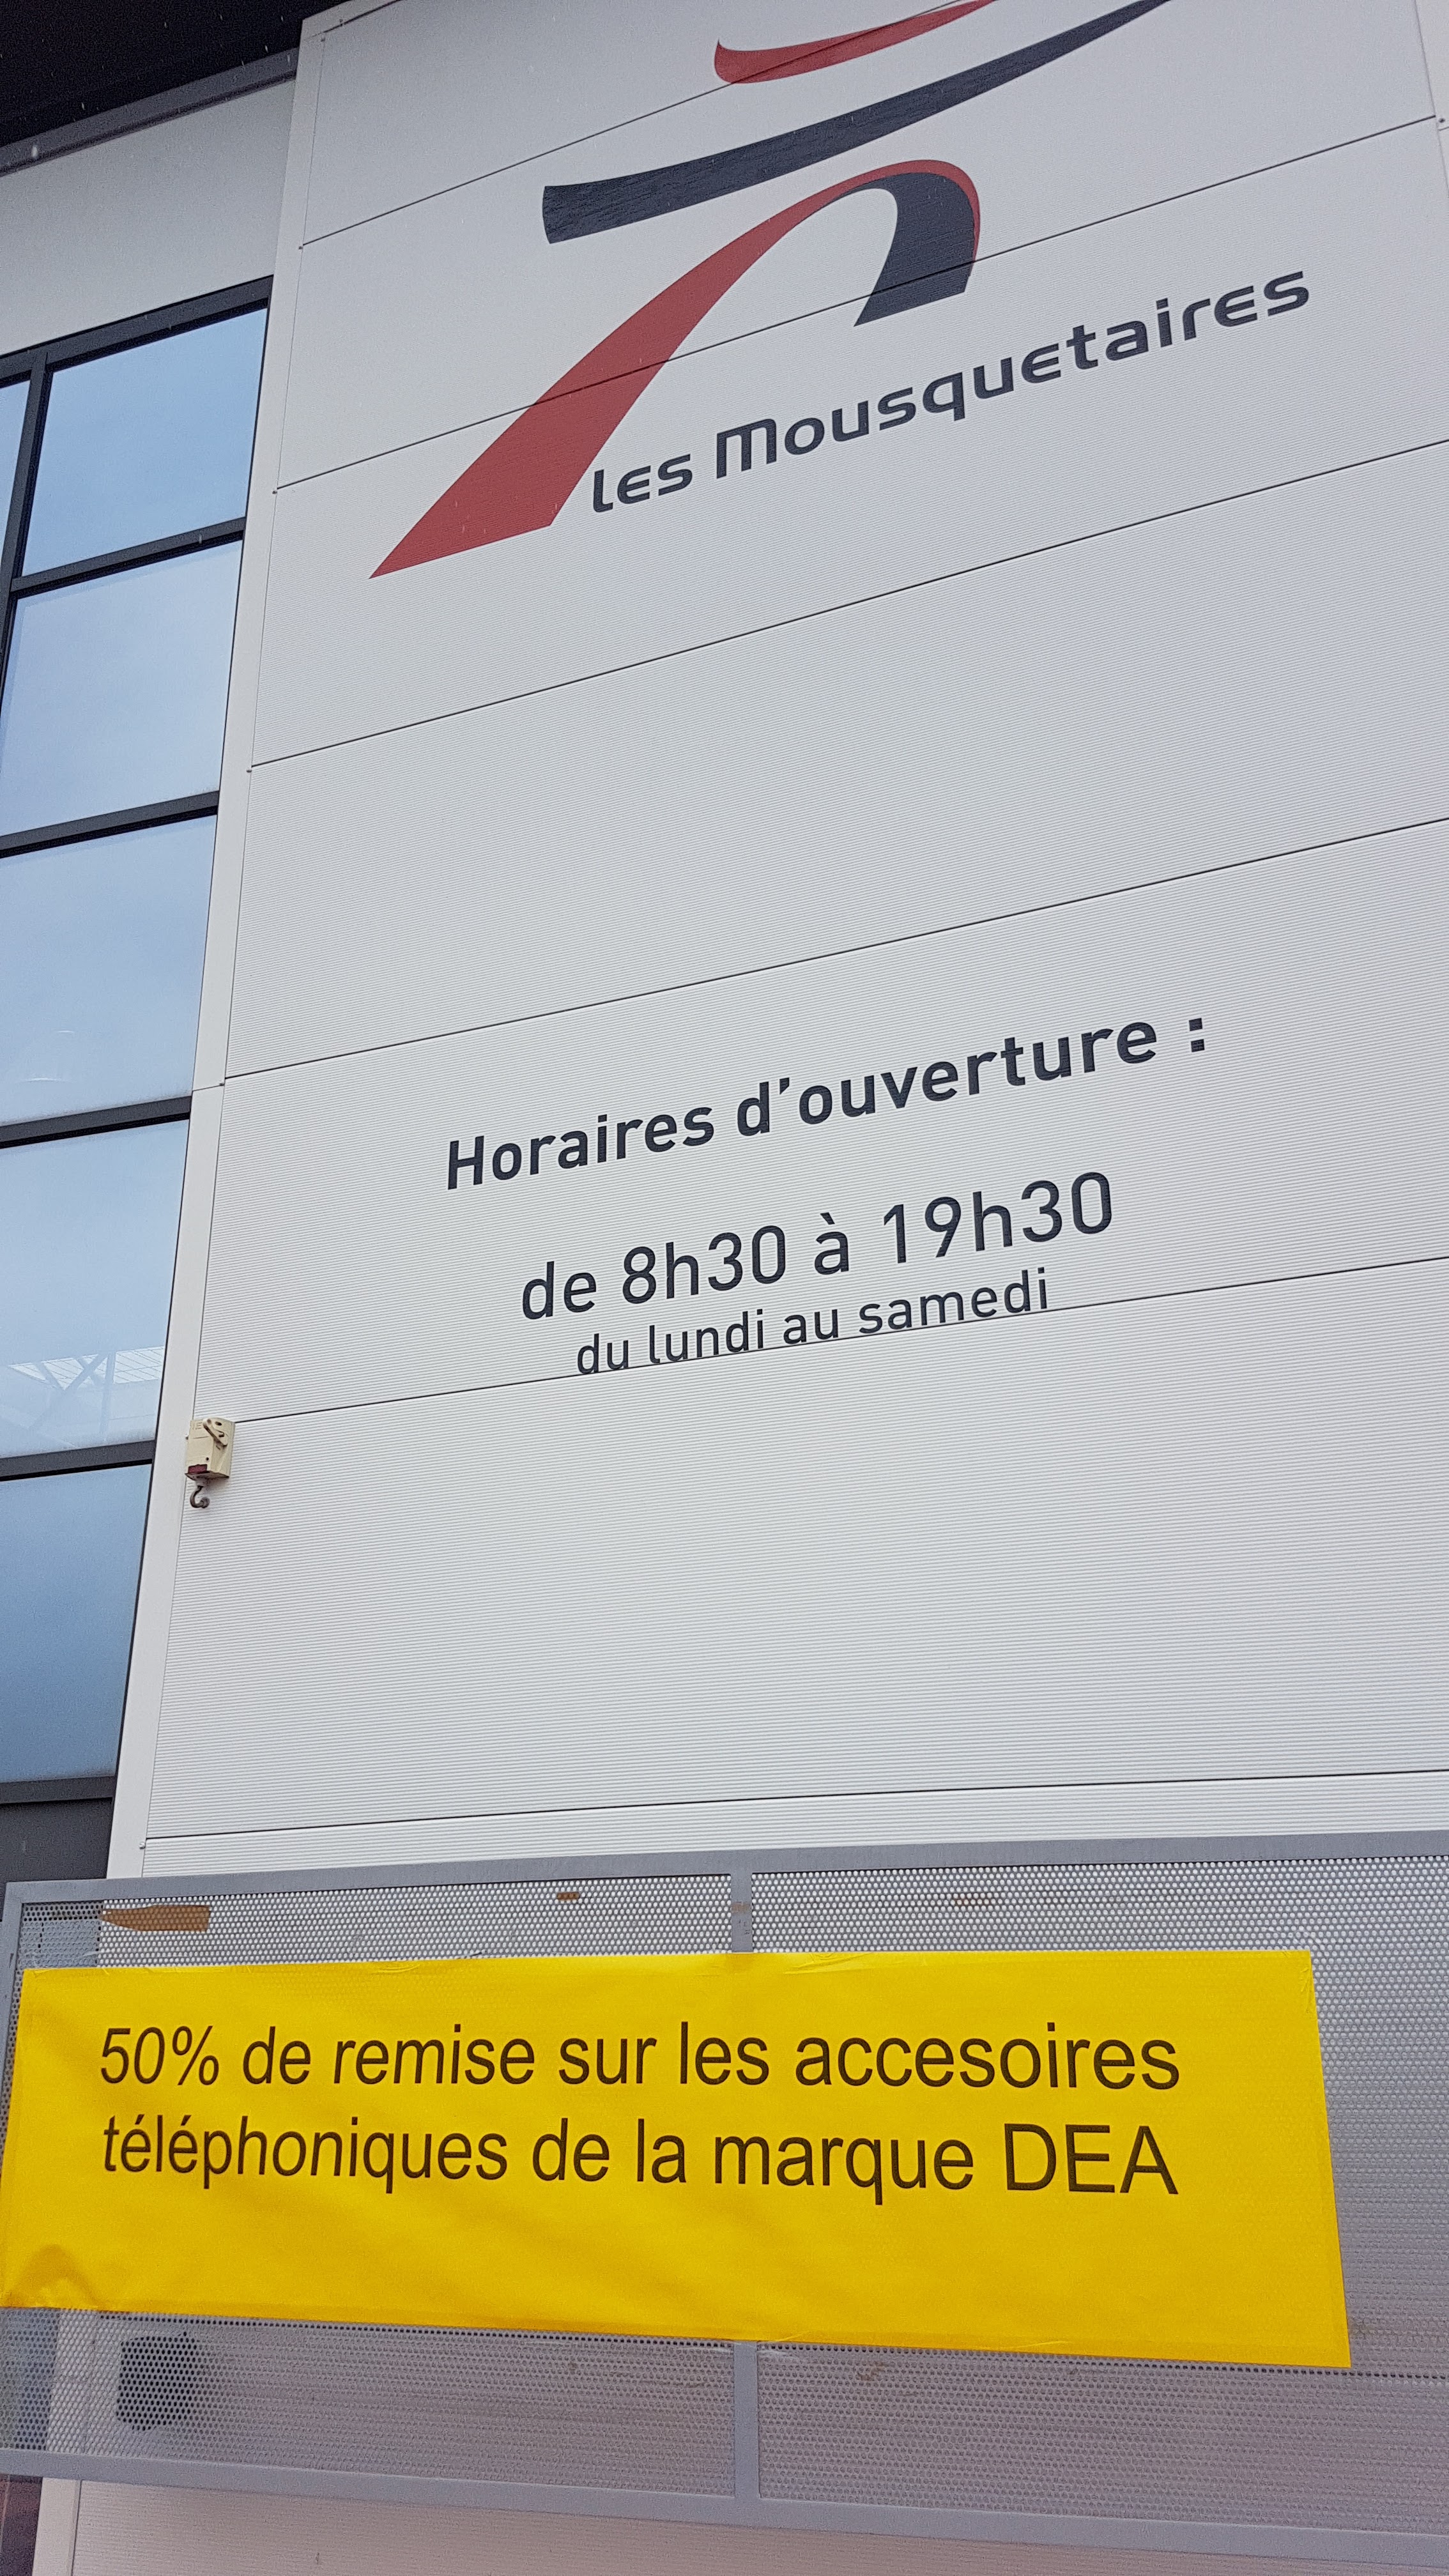 les Mousquetaires
Horaires d'ouverture :
de 8h30 à 19h30
du lundi au samedi
50% de remise sur les accesoires
téléphoniques de la marque DEA